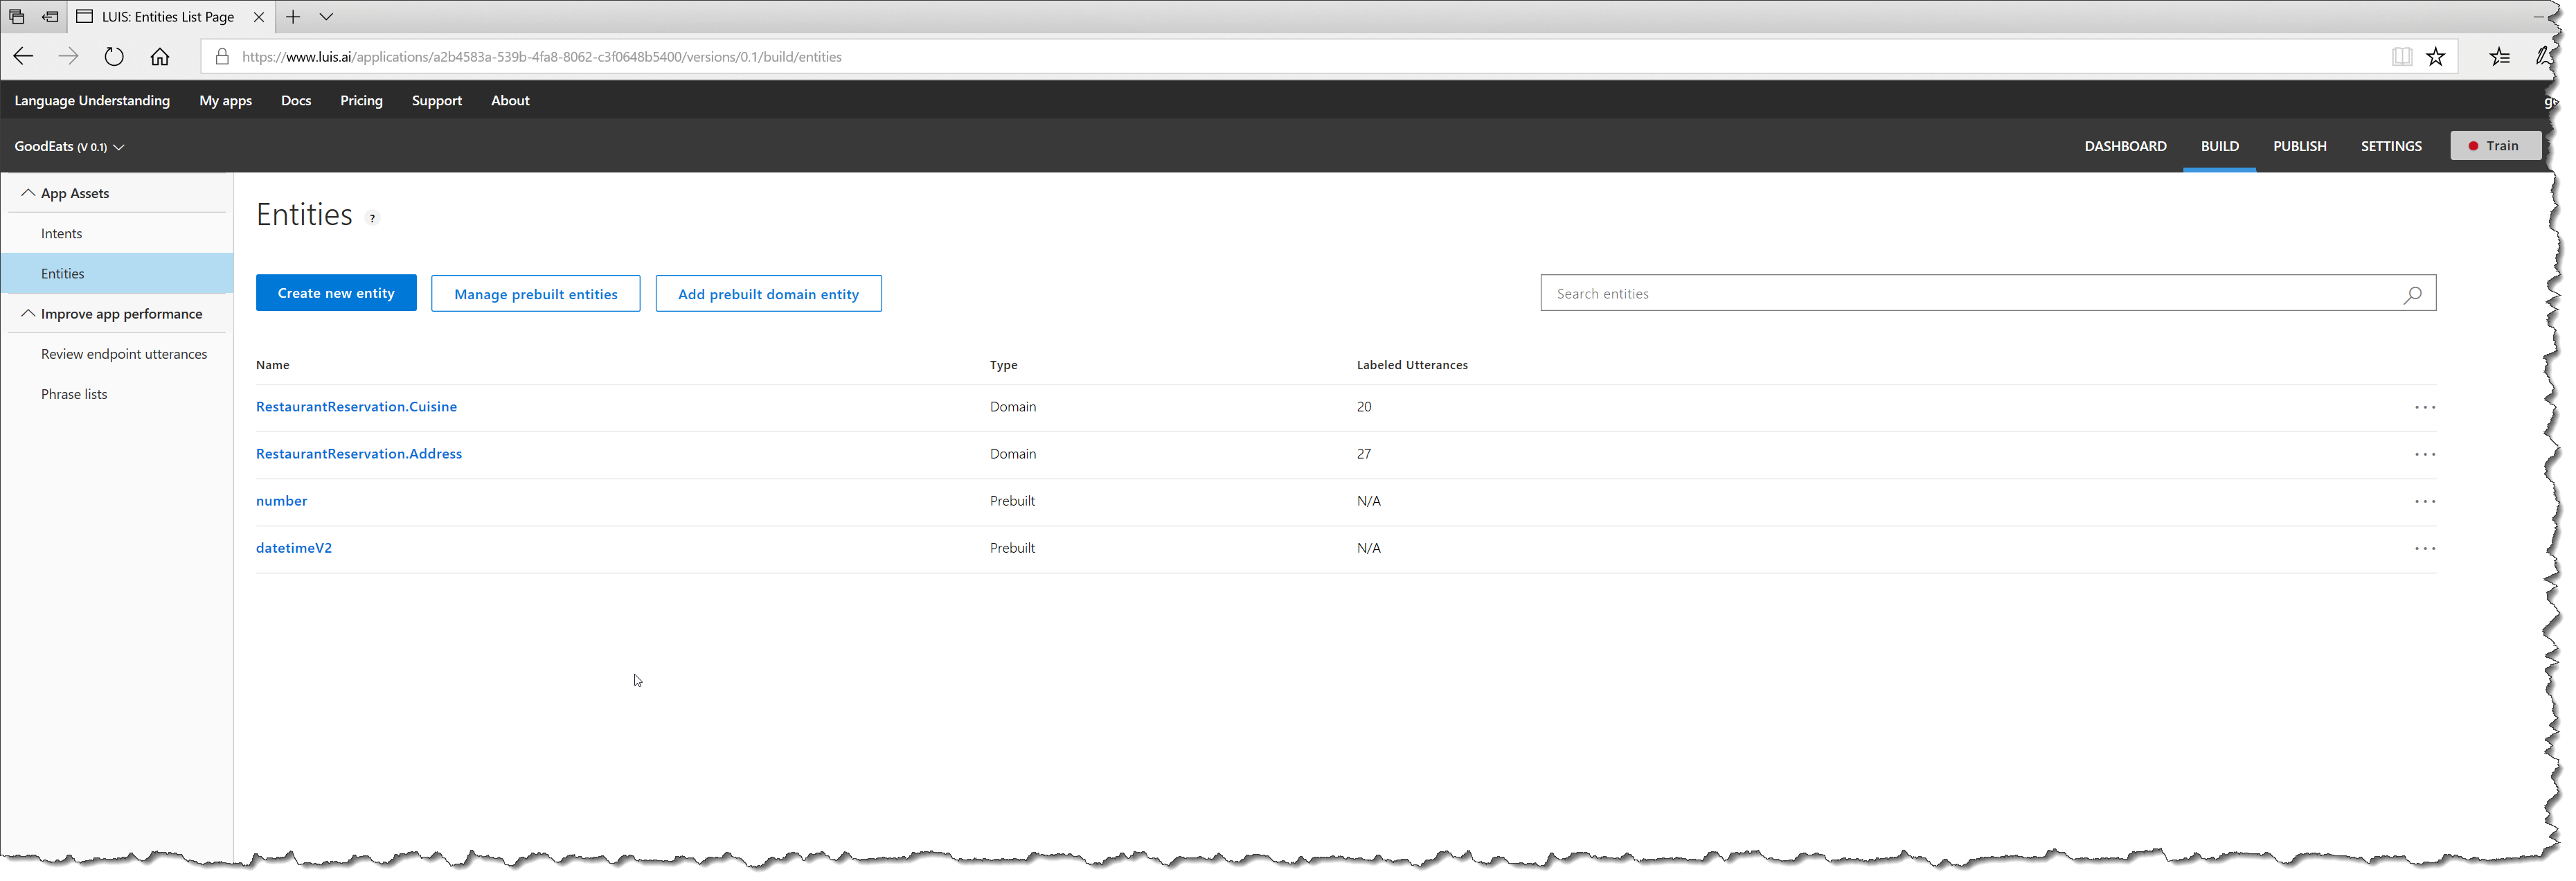 LUIS: Entities List Page
https://www.luis.ai/applications/a2b4583a-539b-4fa8-8062-c3f0648b5400/versions/0.1/build/entities
Language Understanding My apps Docs Pricing Support About
GoodEats (V 0.1) DASHBOARD BUILD PUBLISH SETTINGS Train
App Assets
Intents
Entities
Improve app performance
Review endpoint utterances
Phrase lists
Entities ?
Create new entity Manage prebuilt entities Add prebuilt domain entity Search entities
Name Type Labeled Utterances
RestaurantReservation.Cuisine Domain 20 ...
RestaurantReservation.Address Domain 27 ...
number Prebuilt N/A ...
datetimeV2 Prebuilt N/A ...